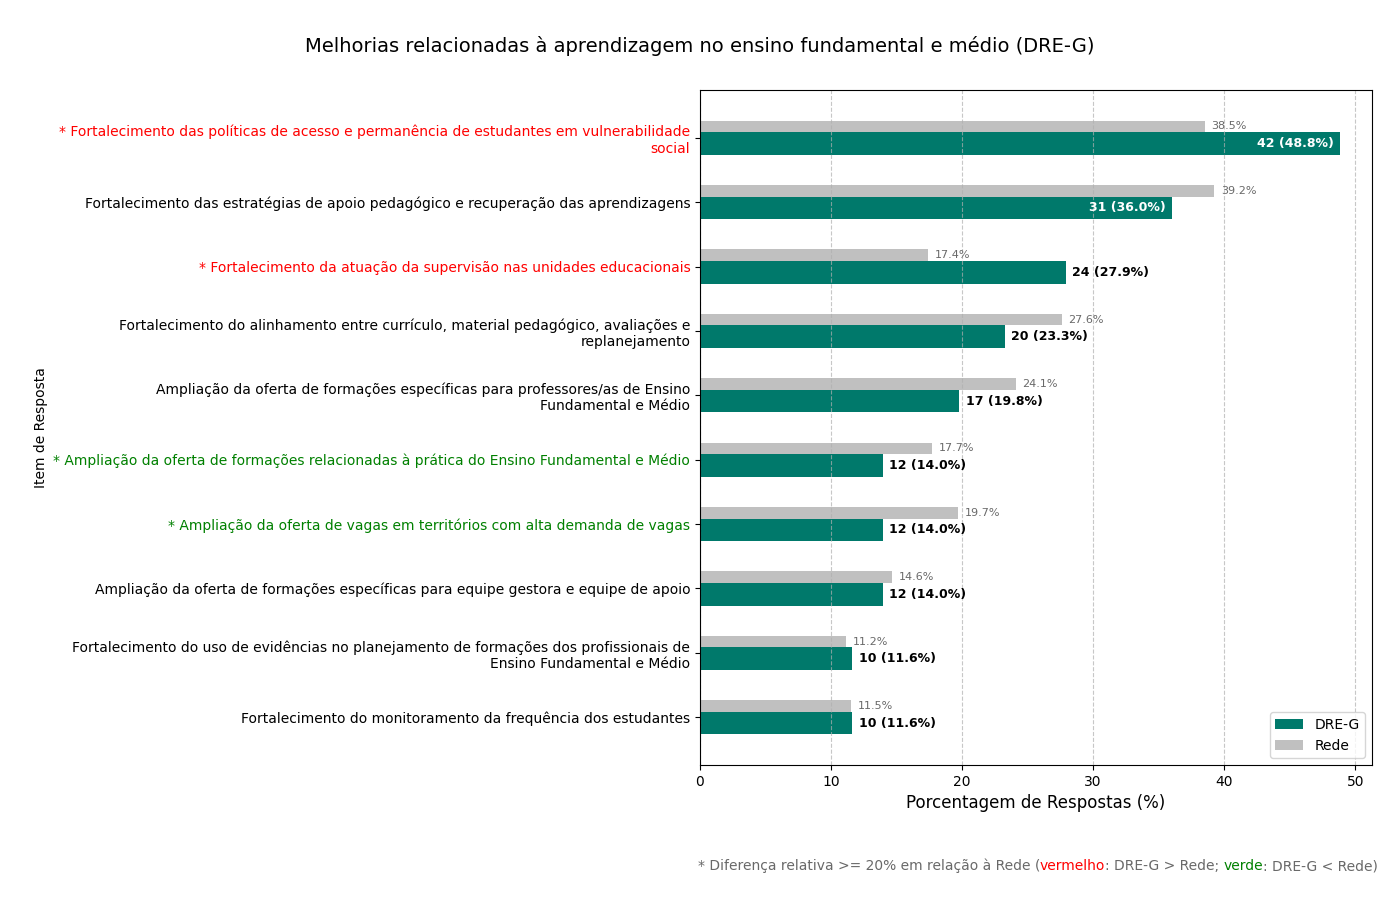 Melhorias relacionadas à aprendizagem no ensino fundamental e médio (DRE-G)
Item de Resposta
* Fortalecimento das políticas de acesso e permanência de estudantes em vulnerabilidade
social
38.5%
42 (48.8%)
Fortalecimento das estratégias de apoio pedagógico e recuperação das aprendizagens
39.2%
31 (36.0%)
* Fortalecimento da atuação da supervisão nas unidades educacionais
17.4%
24 (27.9%)
Fortalecimento do alinhamento entre currículo, material pedagógico, avaliações e
replanejamento
27.6%
20 (23.3%)
Ampliação da oferta de formações específicas para professores/as de Ensino
Fundamental e Médio
24.1%
17 (19.8%)
* Ampliação da oferta de formações relacionadas à prática do Ensino Fundamental e Médio
17.7%
12 (14.0%)
* Ampliação da oferta de vagas em territórios com alta demanda de vagas
19.7%
12 (14.0%)
Ampliação da oferta de formações específicas para equipe gestora e equipe de apoio
14.6%
12 (14.0%)
Fortalecimento do uso de evidências no planejamento de formações dos profissionais de
Ensino Fundamental e Médio
11.2%
10 (11.6%)
Fortalecimento do monitoramento da frequência dos estudantes
11.5%
10 (11.6%)
DRE-G
Rede
0 10 20 30 40 50
Porcentagem de Respostas (%)
* Diferença relativa >= 20% em relação à Rede (vermelho: DRE-G > Rede; verde: DRE-G < Rede)